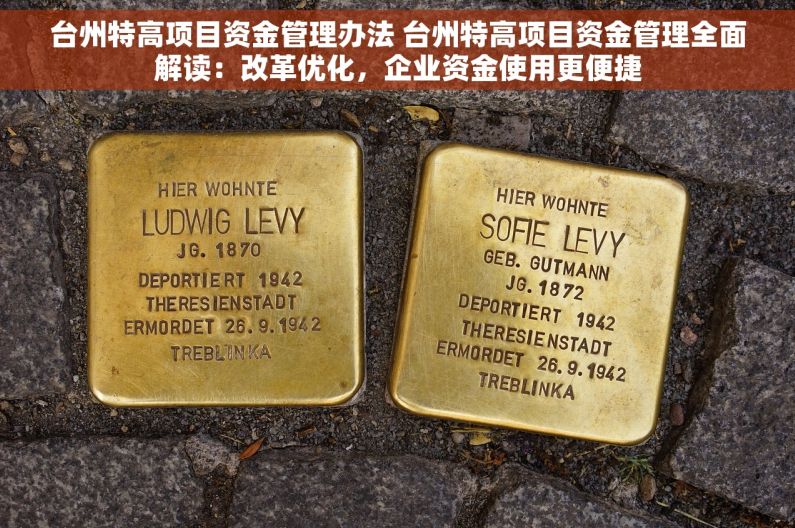 台州特高项目资金管理办法 台州特高项目资金管理全面
解读：改革优化，企业资金使用更便捷
HIER WOHNTE
LUDWIG LEVY
JG. 1870
DEPORTIERT 1942
THERESIENSTADT
ERMORDET 26.9.1942
TREBLINKA
HIER WOHNTE
SOFIE LEVY
GEB. GUTMANN
JG. 1872
DEPORTIERT 1942
THERESIENSTADT
ERMORDET 26.9.1942
TREBLINKA